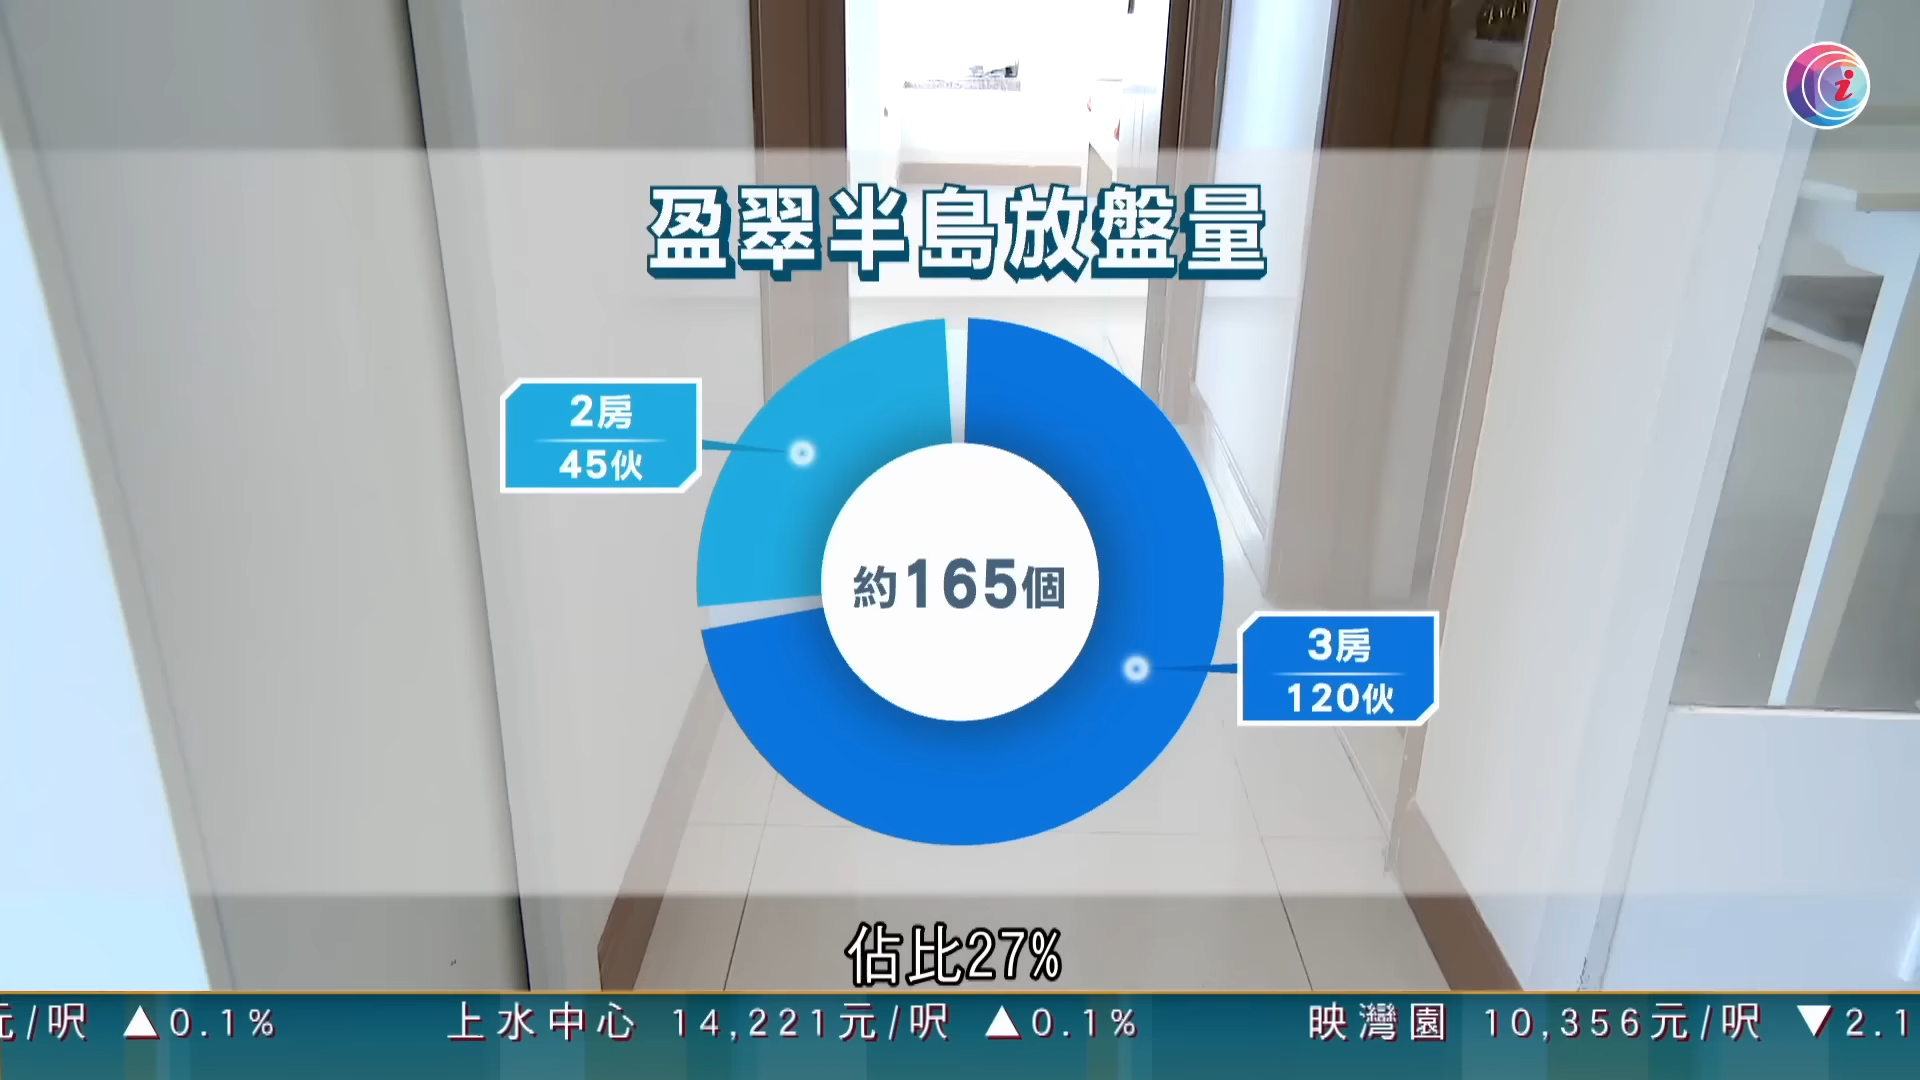 i
盈翠半島放盤量
2房
45伙
約165個
3房
120伙
佔比27%
元/呎 ▲0.1% 上水中心 14,221元/呎 ▲0.1% 映灣園 10,356元/呎 ▼2.1